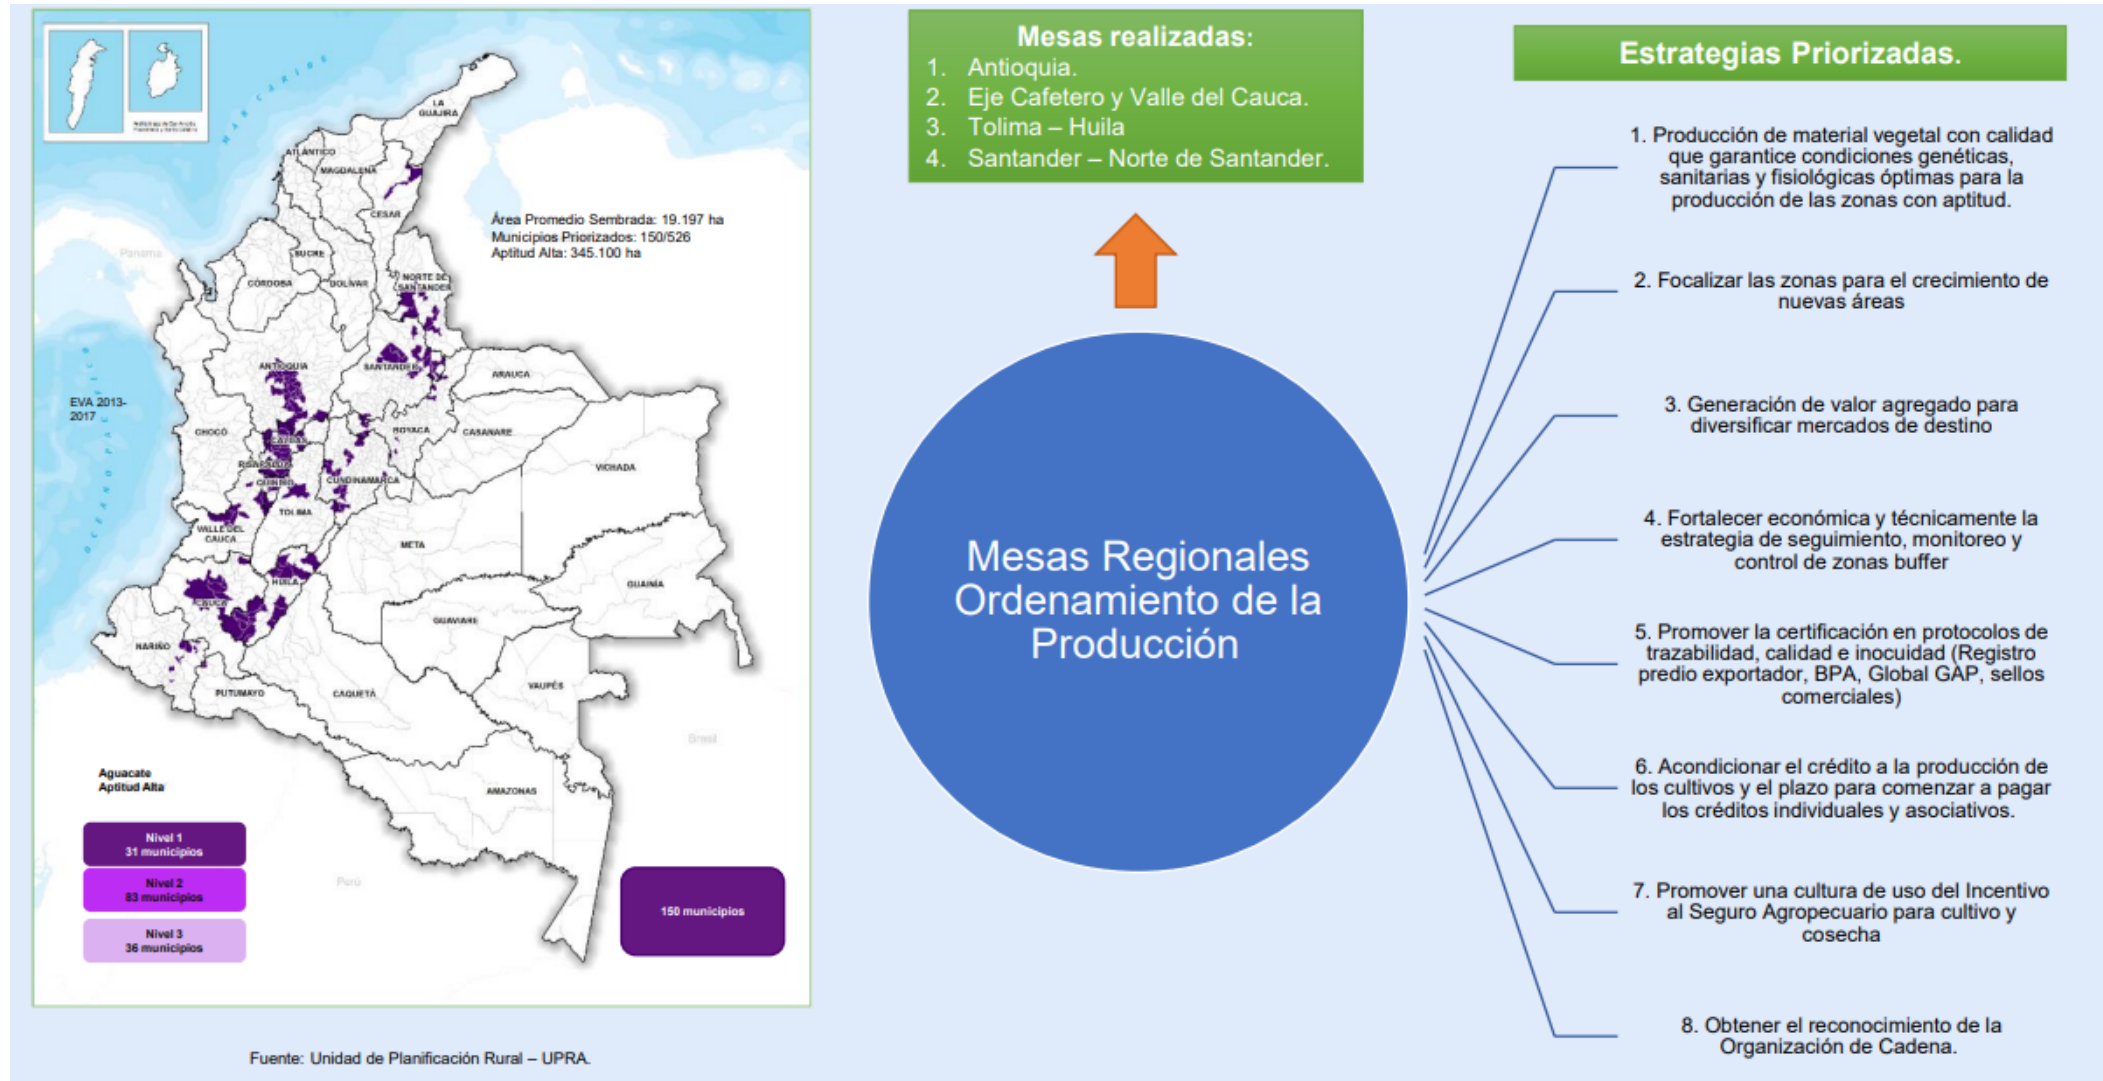 MAR CARIBE
LA
GUAJIRA
ATLÁNTICO
MAGDALENA
CESAR
Área Promedio Sembrada: 19.197 ha
Municipios Priorizados: 150/526
Aptitud Alta: 345.100 ha
Panamá
SUCRE
NORTE DE
SANTANDER
CÓRDOBA
BOLÍVAR
ANTIOQUIA
SANTANDER
ARAUCA
EVA 2013-
2017
OCEANO PACIFICO
CHOCÓ
BOYACA
CASANARE
CALDAS
RISARALDA
VICHADA
QUINDIO
CUNDINAMARCA
TOLIMA
VALLE DEL
CAUCA
META
HUILA
GUAINÍA
CAUCA
GUAVIARE
NARIÑO
VAUPÉS
PUTUMAYO
CAQUETÁ
Brasil
Aguacate
Aptitud Alta
AMAZONAS
Nivel 1
31 municipios
Nivel 2
83 municipios
Perú
Nivel 3
36 municipios
150 municipios
Fuente: Unidad de Planificación Rural – UPRA.
Mesas realizadas:
1. Antioquia.
2. Eje Cafetero y Valle del Cauca.
3. Tolima – Huila
4. Santander – Norte de Santander.
Mesas Regionales
Ordenamiento de la
Producción
Estrategias Priorizadas.
1. Producción de material vegetal con calidad
que garantice condiciones genéticas,
sanitarias y fisiológicas óptimas para la
producción de las zonas con aptitud.
2. Focalizar las zonas para el crecimiento de
nuevas áreas
3. Generación de valor agregado para
diversificar mercados de destino
4. Fortalecer económica y técnicamente la
estrategia de seguimiento, monitoreo y
control de zonas buffer
5. Promover la certificación en protocolos de
trazabilidad, calidad e inocuidad (Registro
predio exportador, BPA, Global GAP, sellos
comerciales)
6. Acondicionar el crédito a la producción de
los cultivos y el plazo para comenzar a pagar
los créditos individuales y asociativos.
7. Promover una cultura de uso del Incentivo
al Seguro Agropecuario para cultivo y
cosecha
8. Obtener el reconocimiento de la
Organización de Cadena.